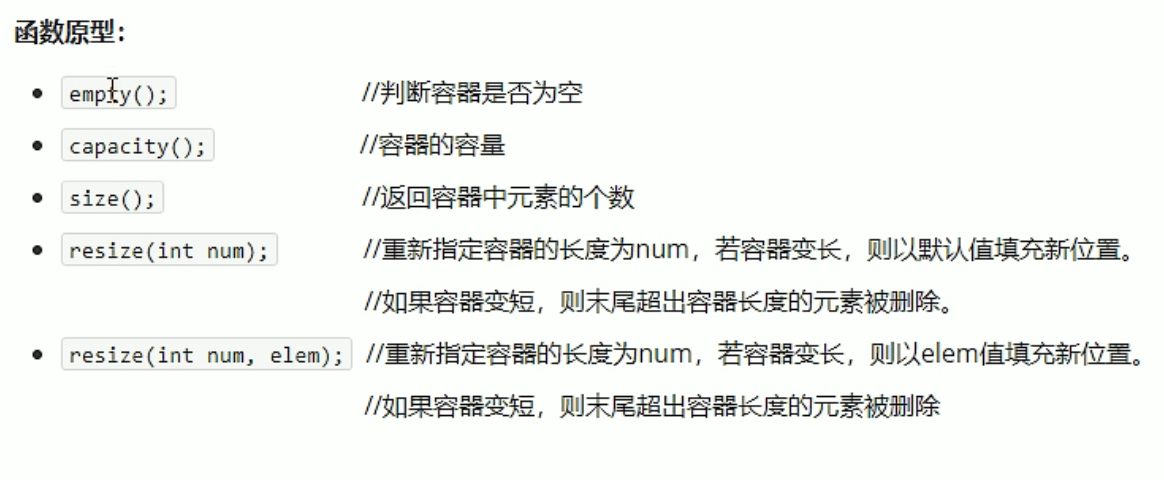 函数原型：
empty(); //判断容器是否为空
capacity(); //容器的容量
size(); //返回容器中元素的个数
resize(int num); //重新指定容器的长度为num，若容器变长，则以默认值填充新位置。
//如果容器变短，则末尾超出容器长度的元素被删除。
resize(int num, elem); //重新指定容器的长度为num，若容器变长，则以elem值填充新位置。
//如果容器变短，则末尾超出容器长度的元素被删除